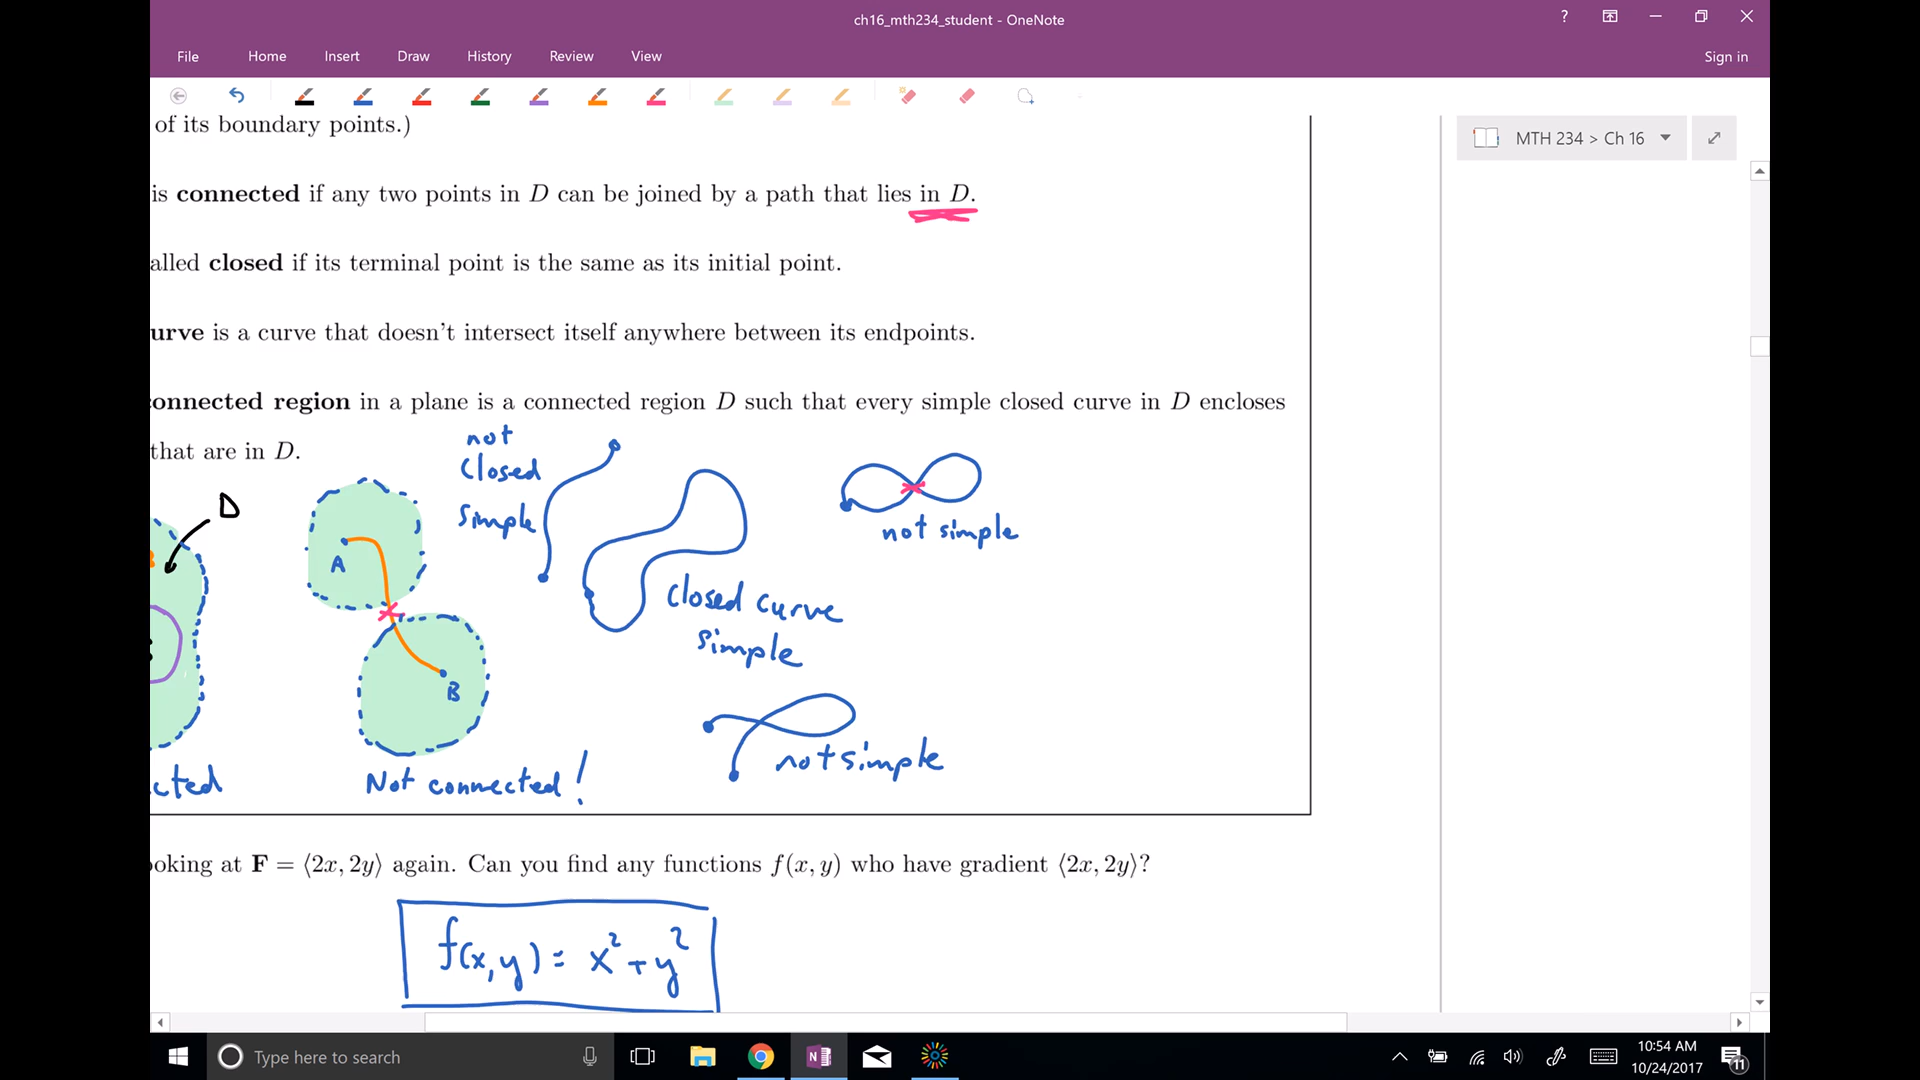 ch16_mth234_student - OneNote
?
File Home Insert Draw History Review View
Sign in
MTH 234 > Ch 16
of its boundary points.)
is connected if any two points in D can be joined by a path that lies in D.
alled closed if its terminal point is the same as its initial point.
urve is a curve that doesn't intersect itself anywhere between its endpoints.
connected region in a plane is a connected region D such that every simple closed curve in D encloses
that are in D.
not
closed
simple
D
A
B
not simple
closed curve
simple
not simple
cted
Not connected!
ooking at F = ⟨2x, 2y⟩ again. Can you find any functions f(x, y) who have gradient ⟨2x, 2y⟩?
f(x,y) = x² + y²
Type here to search
10:54 AM
10/24/2017
11